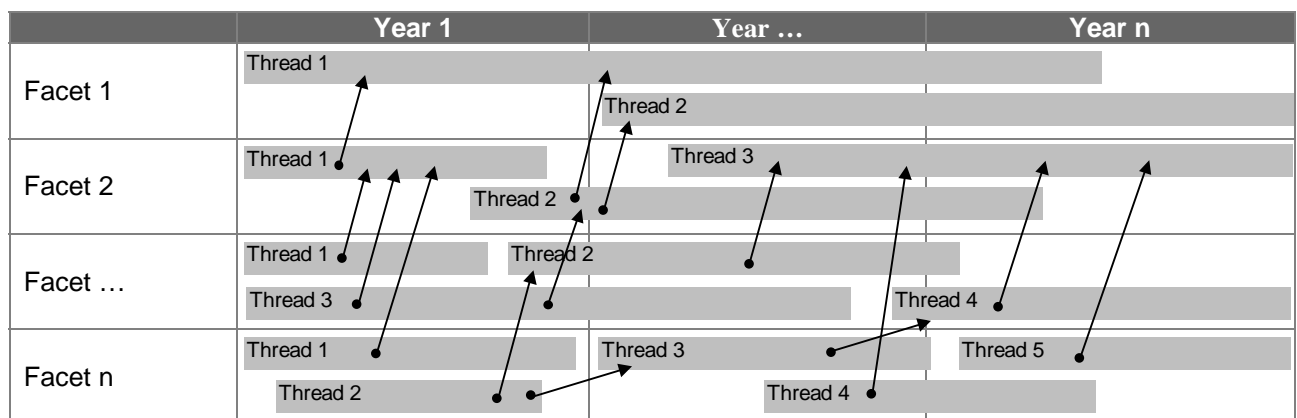 Year 1 Year … Year n
Facet 1
Thread 1
Thread 2
Facet 2
Thread 1
Thread 3
Thread 2
Facet …
Thread 1
Thread 2
Thread 3
Thread 4
Facet n
Thread 1
Thread 3
Thread 5
Thread 2
Thread 4